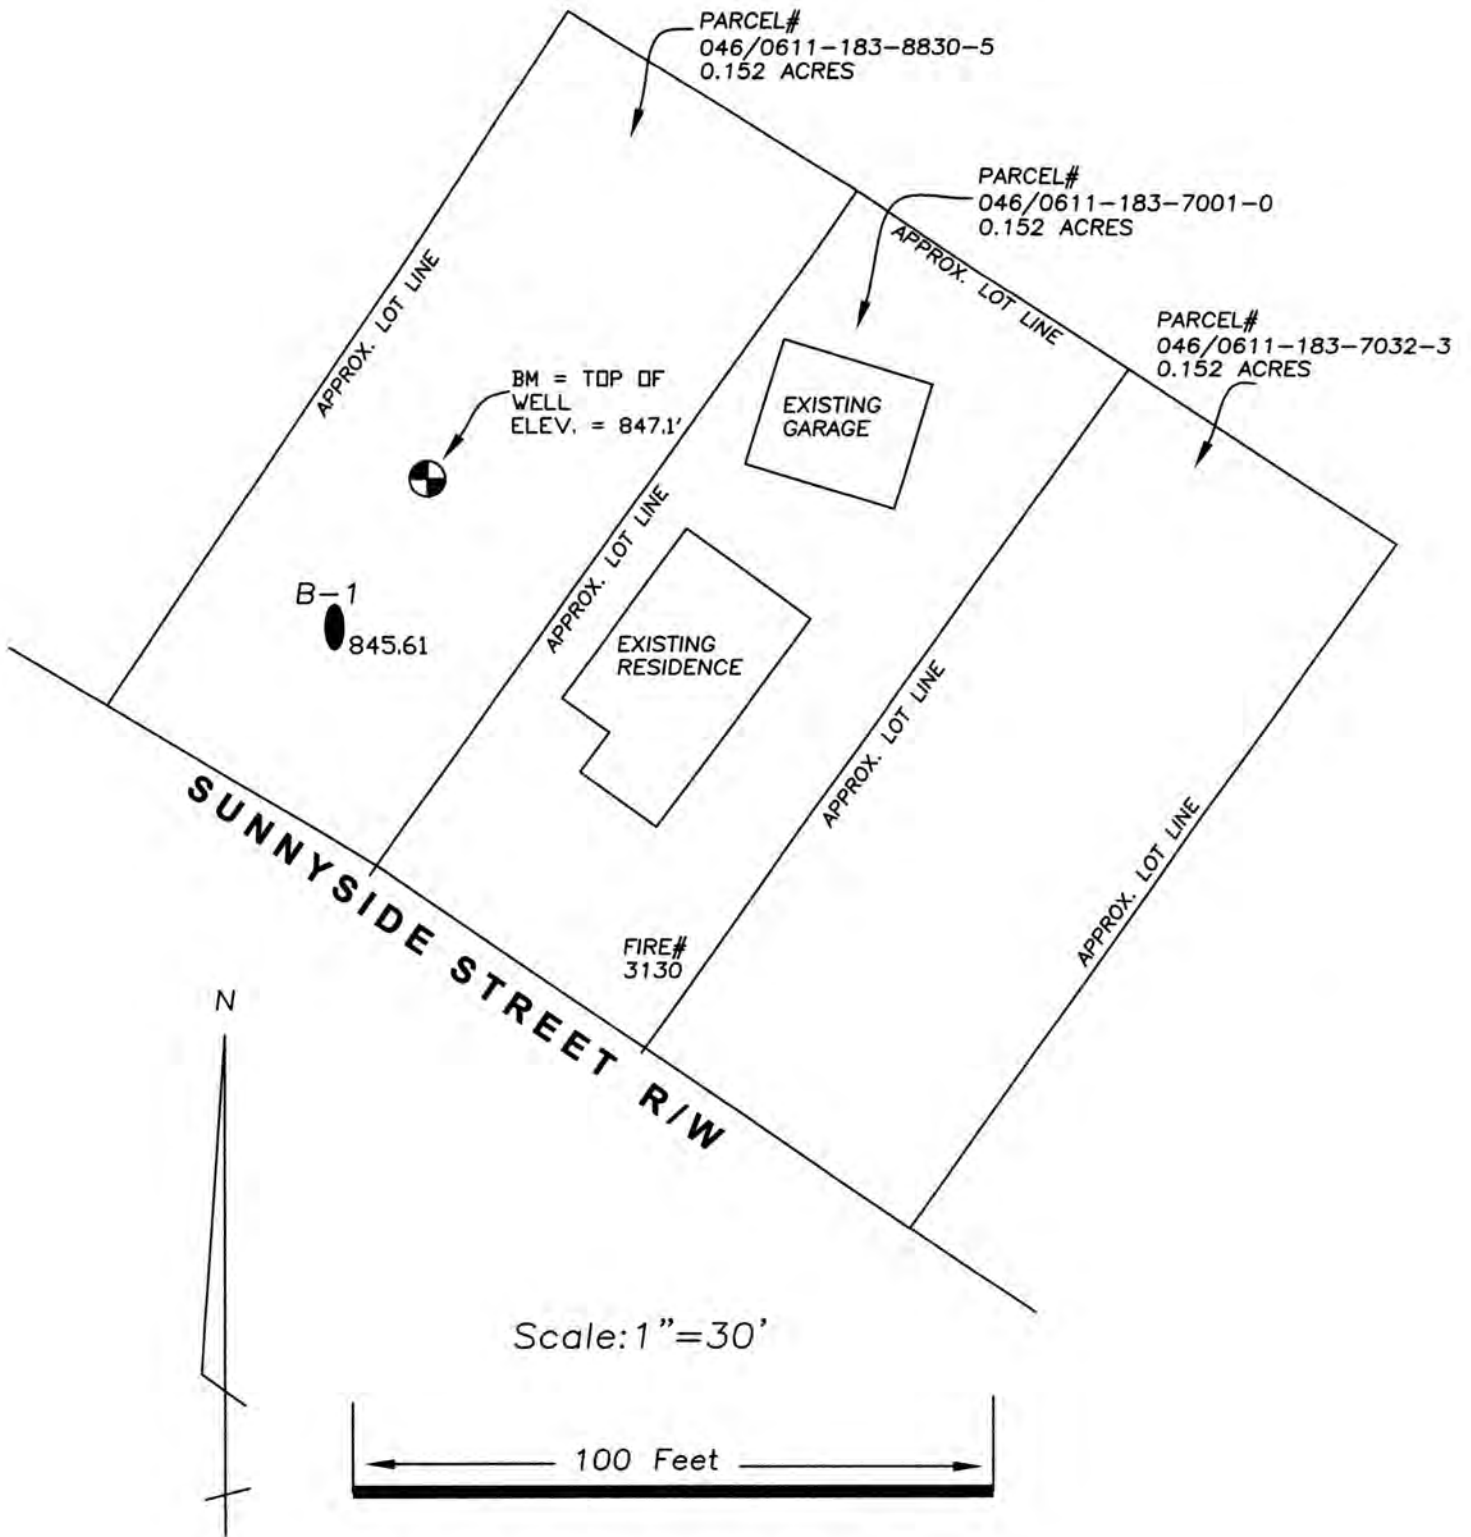 PARCEL#
046/0611-183-8830-5
0.152 ACRES
PARCEL#
046/0611-183-7001-0
0.152 ACRES
APPROX. LOT LINE
PARCEL#
046/0611-183-7032-3
0.152 ACRES
APPROX. LOT LINE
BM = TOP OF
WELL
ELEV. = 847.1'
EXISTING
GARAGE
APPROX. LOT LINE
B-1
845.61
EXISTING
RESIDENCE
APPROX. LOT LINE
APPROX. LOT LINE
SUNNYSIDE STREET R/W
FIRE#
3130
N
Scale: 1"=30'
100 Feet